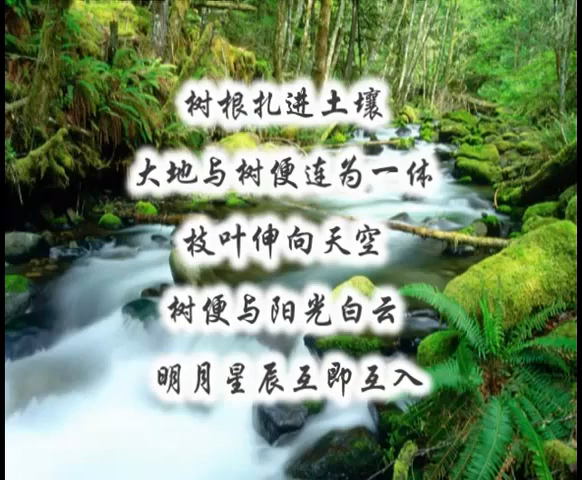 树根扎进土壤
大地与树便连为一体
枝叶伸向天空
树便与阳光白云
明月星辰互即互入